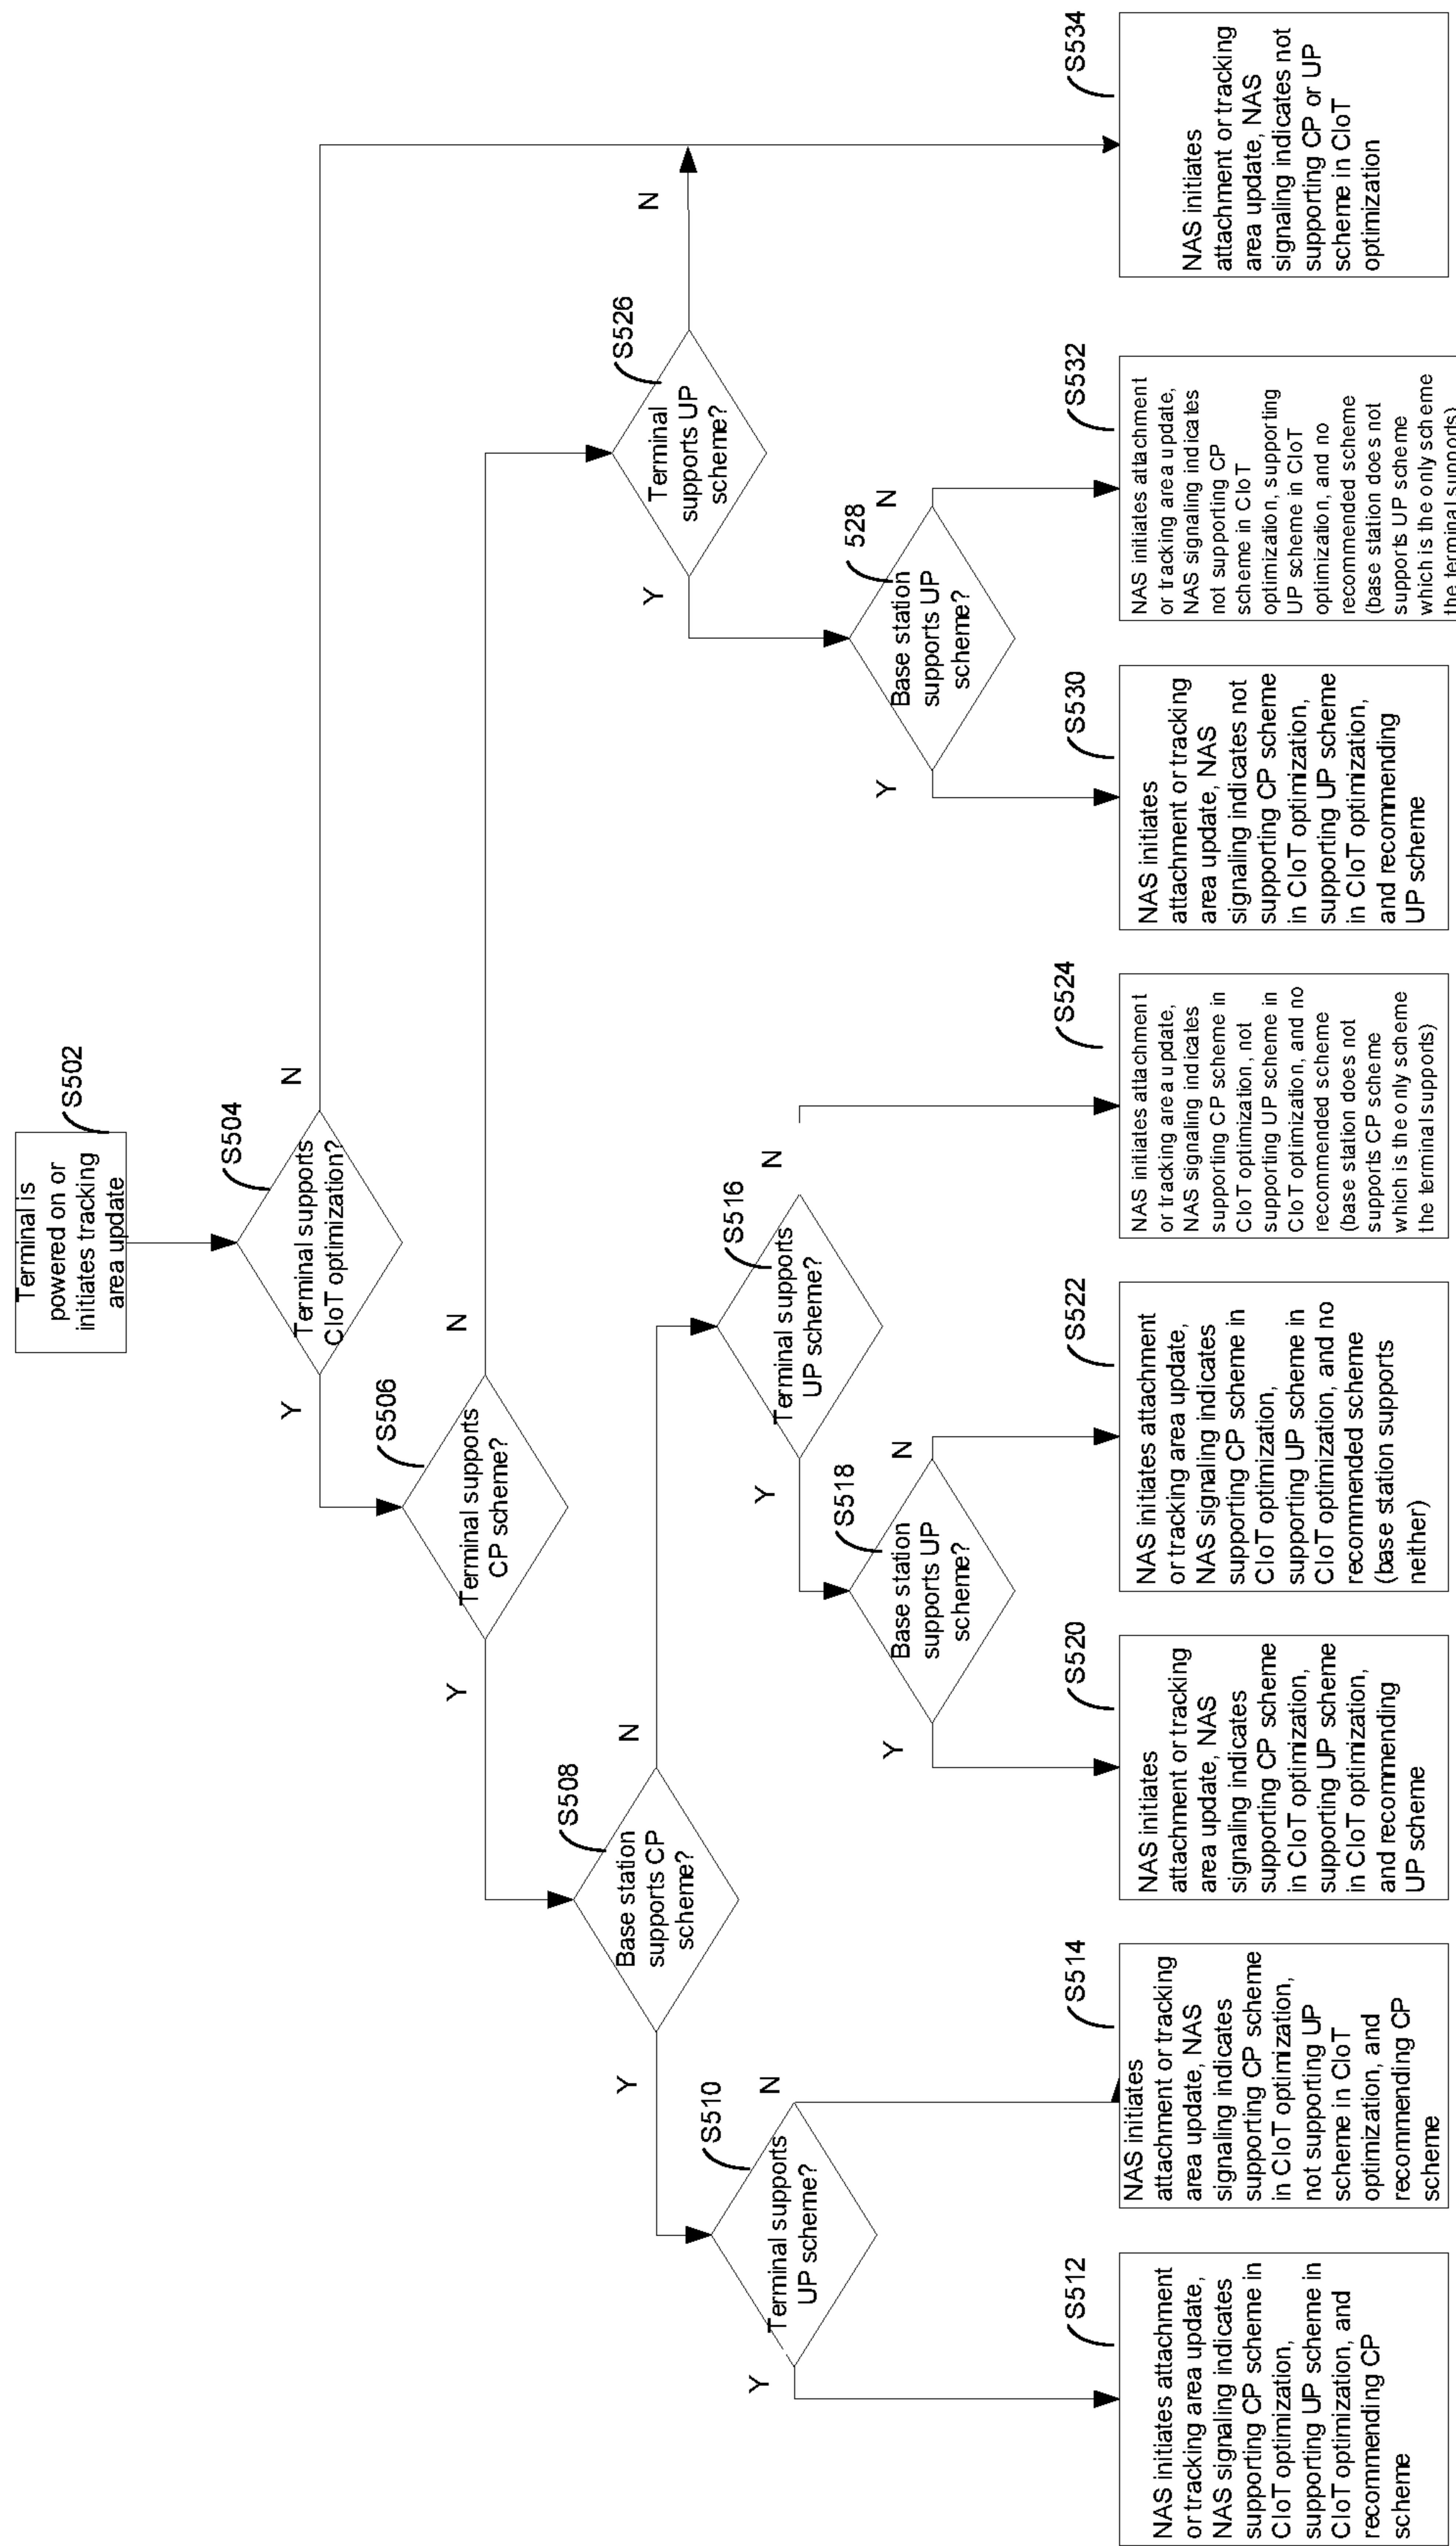 Terminal is
powered on or
initiates tracking
area update
S502
Terminal supports
CIoT optimization?
S504
Y
N
Terminal supports
CP scheme?
S506
Y
N
Base station
supports CP
scheme?
S508
Y
N
Terminal supports
UP scheme?
S510
Y
N
Terminal supports
UP scheme?
S516
Y
N
Base station
supports UP
scheme?
S518
Y
N
Terminal
supports UP
scheme?
S526
Y
N
Base station
supports UP
scheme?
528
Y
N
S512
NAS initiates attachment
or tracking area update,
NAS signaling indicates
supporting CP scheme in
CIoT optimization,
supporting UP scheme in
CIoT optimization, and
recommending CP
scheme
S514
NAS initiates
attachment or tracking
area update, NAS
signaling indicates
supporting CP scheme
in CIoT optimization,
not supporting UP
scheme in CIoT
optimization, and
recommending CP
scheme
S520
NAS initiates
attachment or tracking
area update, NAS
signaling indicates
supporting CP scheme
in CIoT optimization,
supporting UP scheme
in CIoT optimization,
and recommending
UP scheme
S522
NAS initiates attachment
or tracking area update,
NAS signaling indicates
supporting CP scheme in
CIoT optimization,
supporting UP scheme in
CIoT optimization, and no
recommended scheme
(base station supports
neither)
S524
NAS initiates attachment
or tracking area update,
NAS signaling indicates
supporting CP scheme in
CIoT optimization, not
supporting UP scheme in
CIoT optimization, and no
recommended scheme
(base station does not
supports CP scheme
which is the only scheme
the terminal supports)
S530
NAS initiates
attachment or tracking
area update, NAS
signaling indicates not
supporting CP scheme
in CIoT optimization,
supporting UP scheme
in CIoT optimization,
and recommending
UP scheme
S532
NAS initiates attachment
or tracking area update,
NAS signaling indicates
not supporting CP
scheme in CIoT
optimization, supporting
UP scheme in CIoT
optimization, and no
recommended scheme
(base station does not
supports UP scheme
which is the only scheme
the terminal supports)
S534
NAS initiates
attachment or tracking
area update, NAS
signaling indicates not
supporting CP or UP
scheme in CIoT
optimization